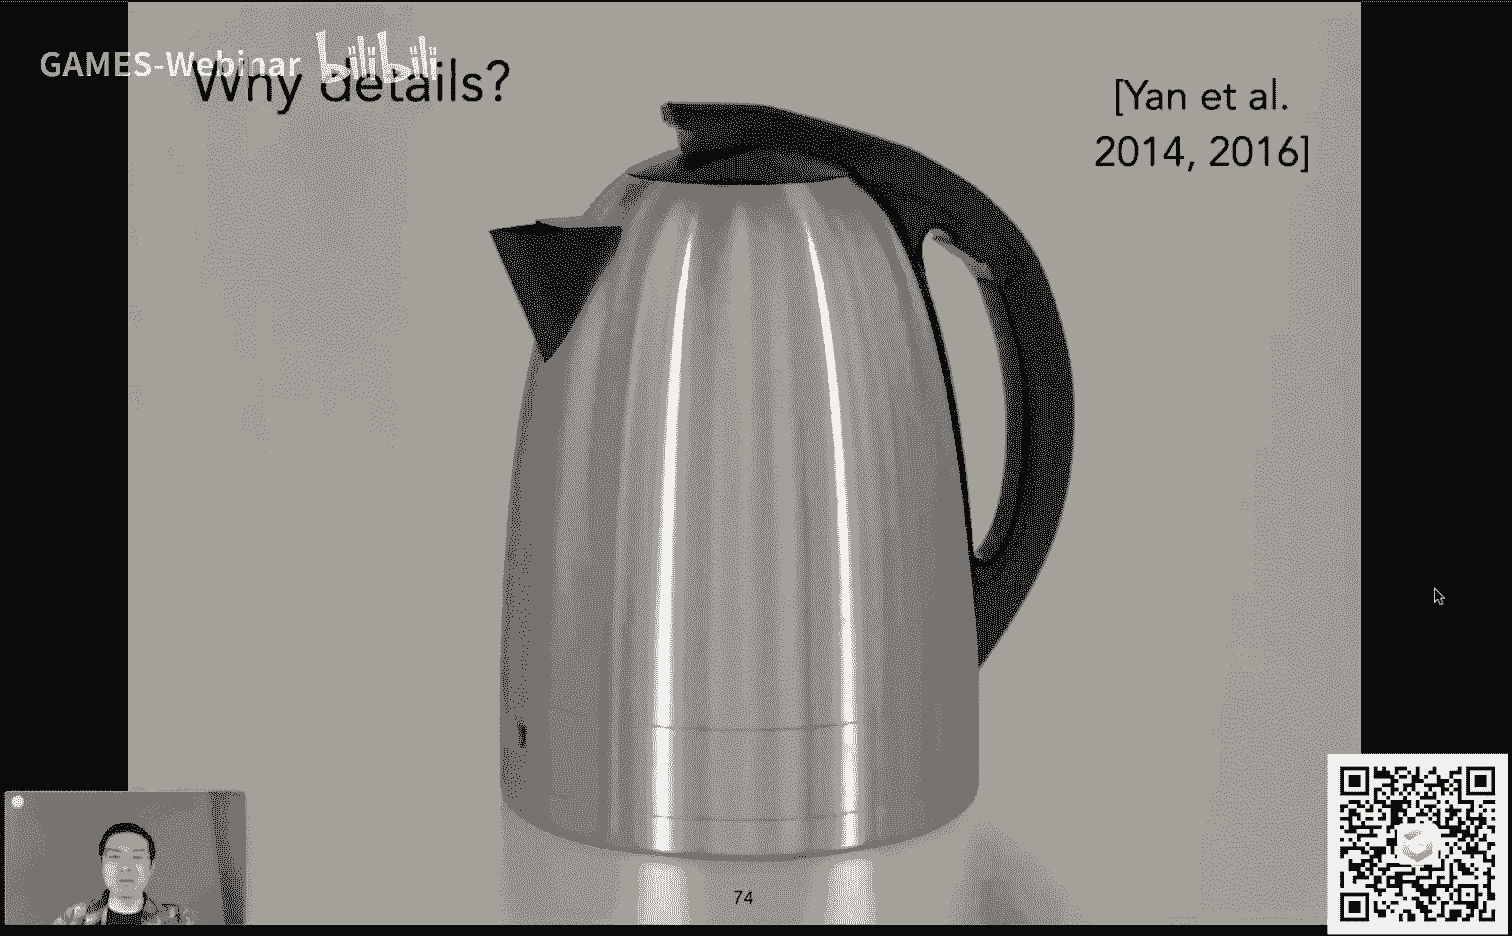 GAMES-Webinar bilibili
Why details?
[Yan et al.
2014, 2016]
74